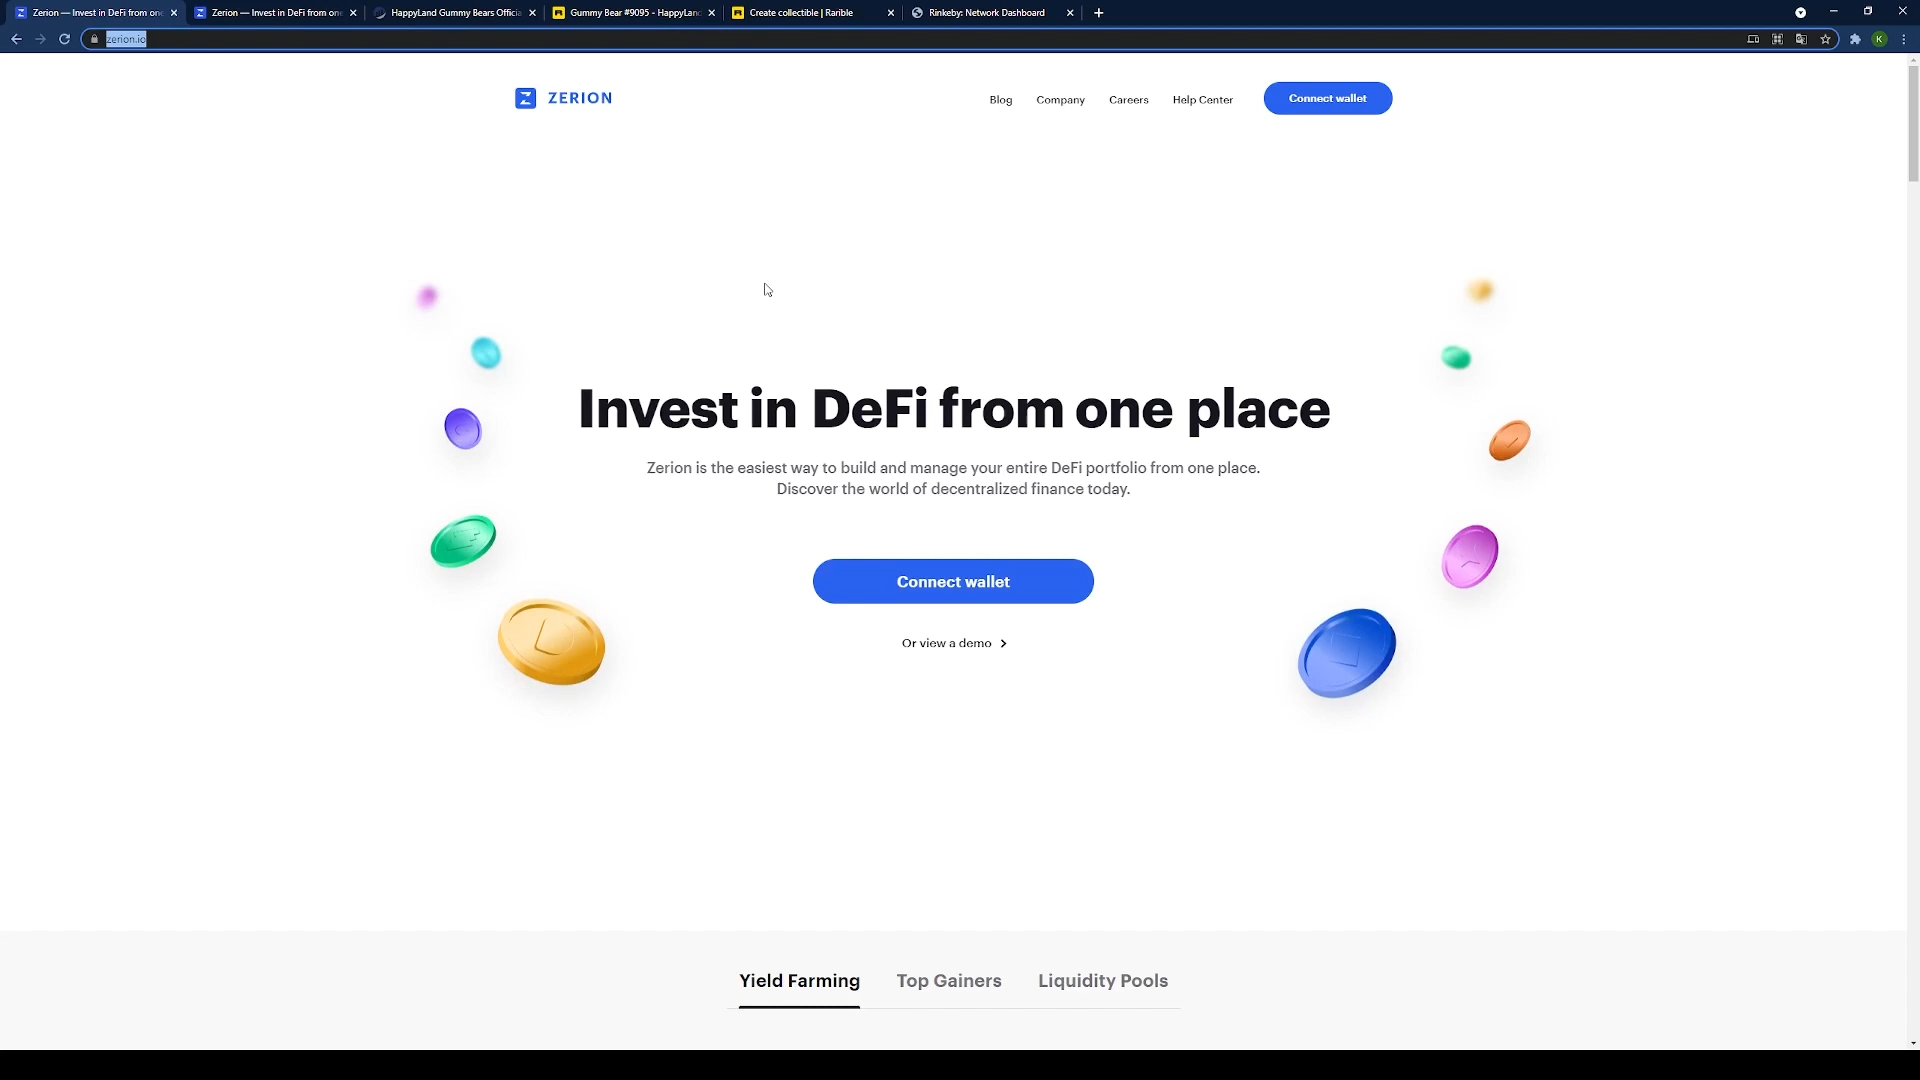 Zerion — Invest in DeFi from one
Zerion — Invest in DeFi from one
HappyLand Gummy Bears Officia
Gummy Bear #9095 - HappyLand
Create collectible | Rarible
Rinkeby: Network Dashboard
zerion.io
K
ZERION
Blog
Company
Careers
Help Center
Connect wallet
Invest in DeFi from one place
Zerion is the easiest way to build and manage your entire DeFi portfolio from one place.
Discover the world of decentralized finance today.
Connect wallet
Or view a demo
Yield Farming
Top Gainers
Liquidity Pools